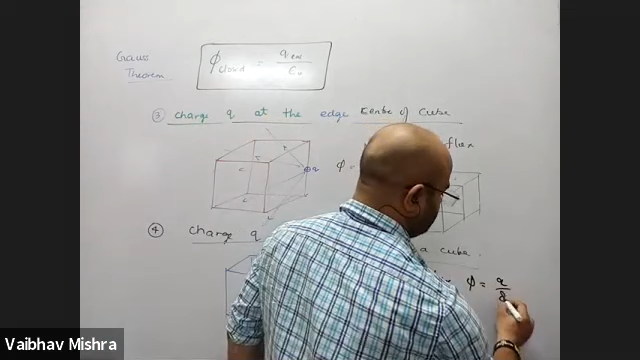 Gauss
Theorem
ϕ closed = q enc / ε₀
③ charge q at the edge centre of cube
flux
ϕ =
q
④ charge q
a cube.
ϕ = q / 8
Vaibhav Mishra